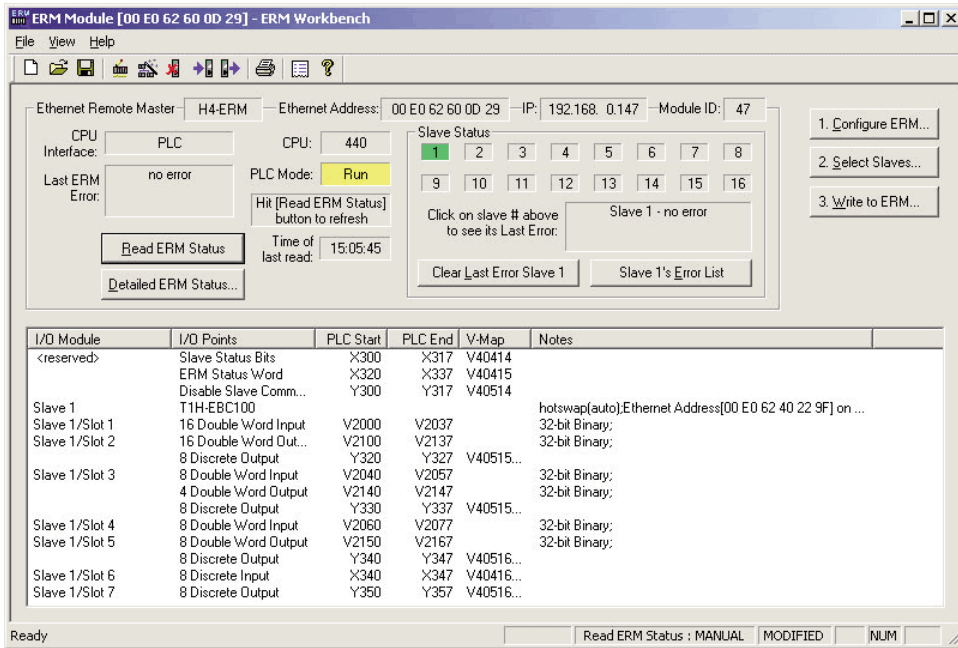 ERM Module [00 E0 62 60 0D 29] - ERM Workbench
File View Help
Ethernet Remote Master H4-ERM Ethernet Address: 00 E0 62 60 0D 29 IP: 192.168. 0.147 Module ID: 47
CPU Interface: PLC
CPU: 440
Last ERM Error: no error
PLC Mode: Run
Hit [Read ERM Status] button to refresh
Time of last read: 15:05:45
Read ERM Status
Detailed ERM Status...
Slave Status
1 2 3 4 5 6 7 8
9 10 11 12 13 14 15 16
Click on slave # above to see its Last Error:
Slave 1 - no error
Clear Last Error Slave 1
Slave 1's Error List
1. Configure ERM...
2. Select Slaves...
3. Write to ERM...
I/O Module I/O Points PLC Start PLC End V-Map Notes
<reserved> Slave Status Bits X300 X317 V40414
ERM Status Word X320 X337 V40415
Disable Slave Comm... Y300 Y317 V40514
Slave 1 T1H-EBC100 hotswap(auto);Ethernet Address[00 E0 62 40 22 9F] on ...
Slave 1/Slot 1 16 Double Word Input V2000 V2037 32-bit Binary;
Slave 1/Slot 2 16 Double Word Out... V2100 V2137 32-bit Binary;
8 Discrete Output Y320 Y327 V40515...
Slave 1/Slot 3 8 Double Word Input V2040 V2057 32-bit Binary;
4 Double Word Output V2140 V2147 32-bit Binary;
8 Discrete Output Y330 Y337 V40515...
Slave 1/Slot 4 8 Double Word Input V2060 V2077 32-bit Binary;
Slave 1/Slot 5 8 Double Word Output V2150 V2167 32-bit Binary;
8 Discrete Output Y340 Y347 V40516...
Slave 1/Slot 6 8 Discrete Input X340 X347 V40416...
Slave 1/Slot 7 8 Discrete Output Y350 Y357 V40516...
Ready Read ERM Status : MANUAL MODIFIED NUM